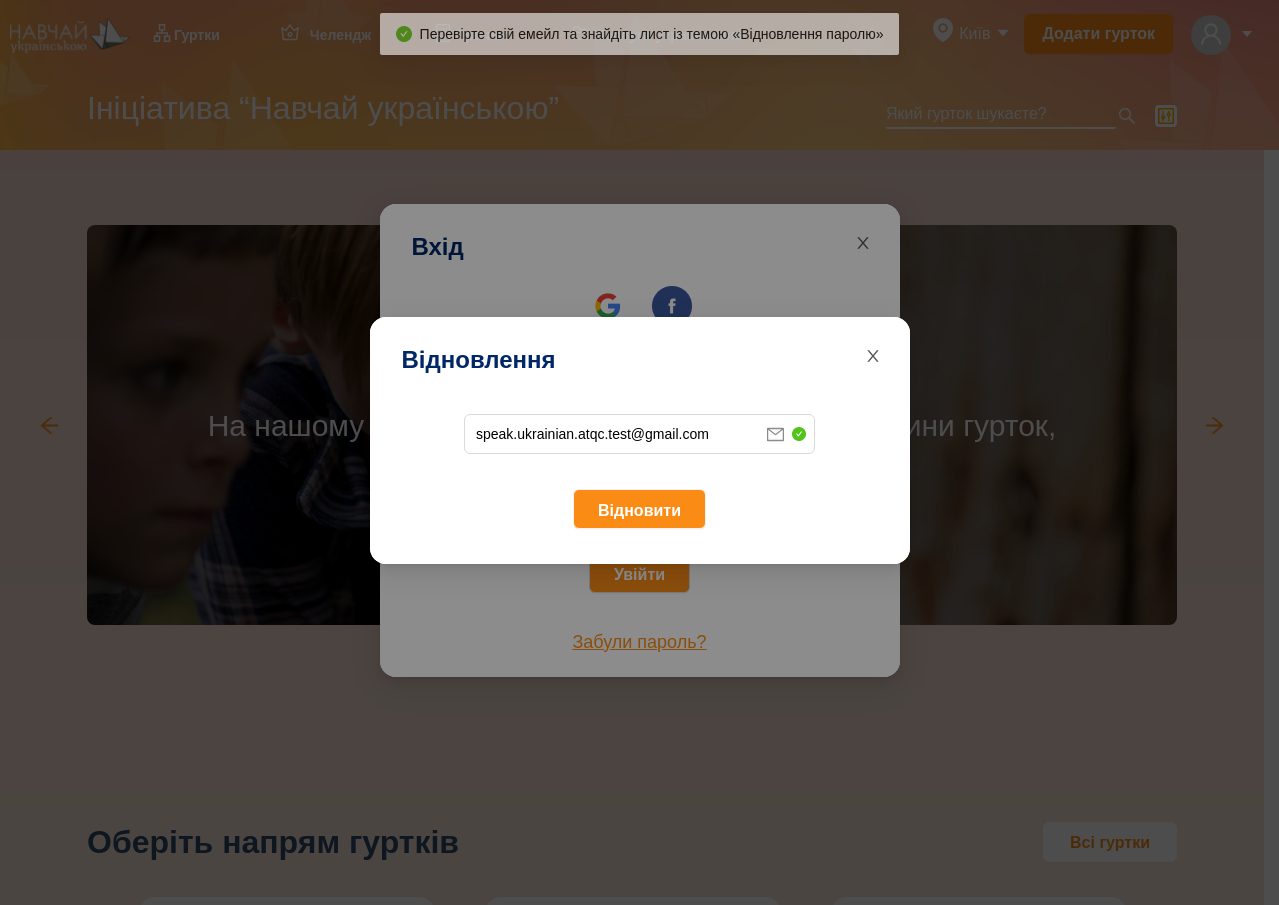 НАВЧАЙ
українською
Гуртки
Челендж
Перевірте свій емейл та знайдіть лист із темою «Відновлення паролю»
Київ
Додати гурток
Ініціатива “Навчай українською”
Який гурток шукаєте?
Вхід
Відновлення
speak.ukrainian.atqc.test@gmail.com
Відновити
На нашому
ини гурток,
Увійти
Забули пароль?
Оберіть напрям гуртків
Всі гуртки